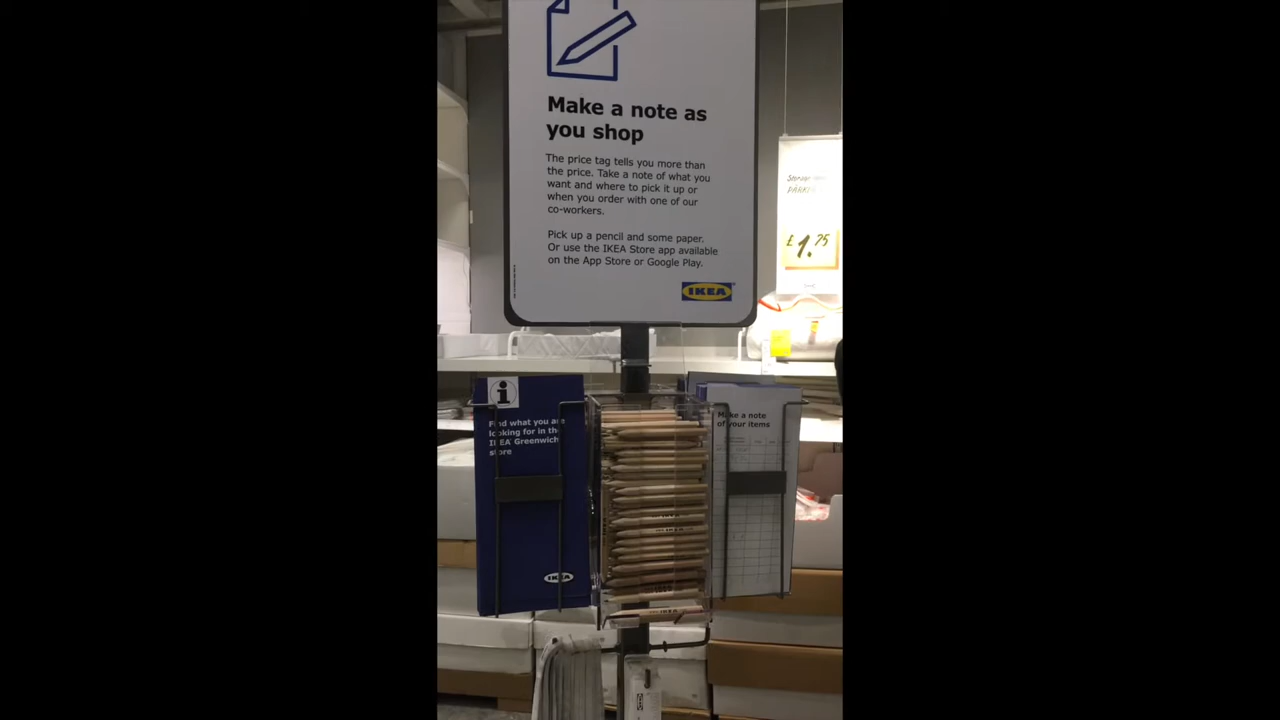 Make a note as
you shop
The price tag tells you more than
the price. Take a note of what you
want and where to pick it up or
when you order with one of our
co-workers.
Pick up a pencil and some paper.
Or use the IKEA Store app available
on the App Store or Google Play.
IKEA
£1.75
i
Find what you are
looking for in the
IKEA Greenwich
store
IKEA
Make a note
of your items
IKEA
IKEA